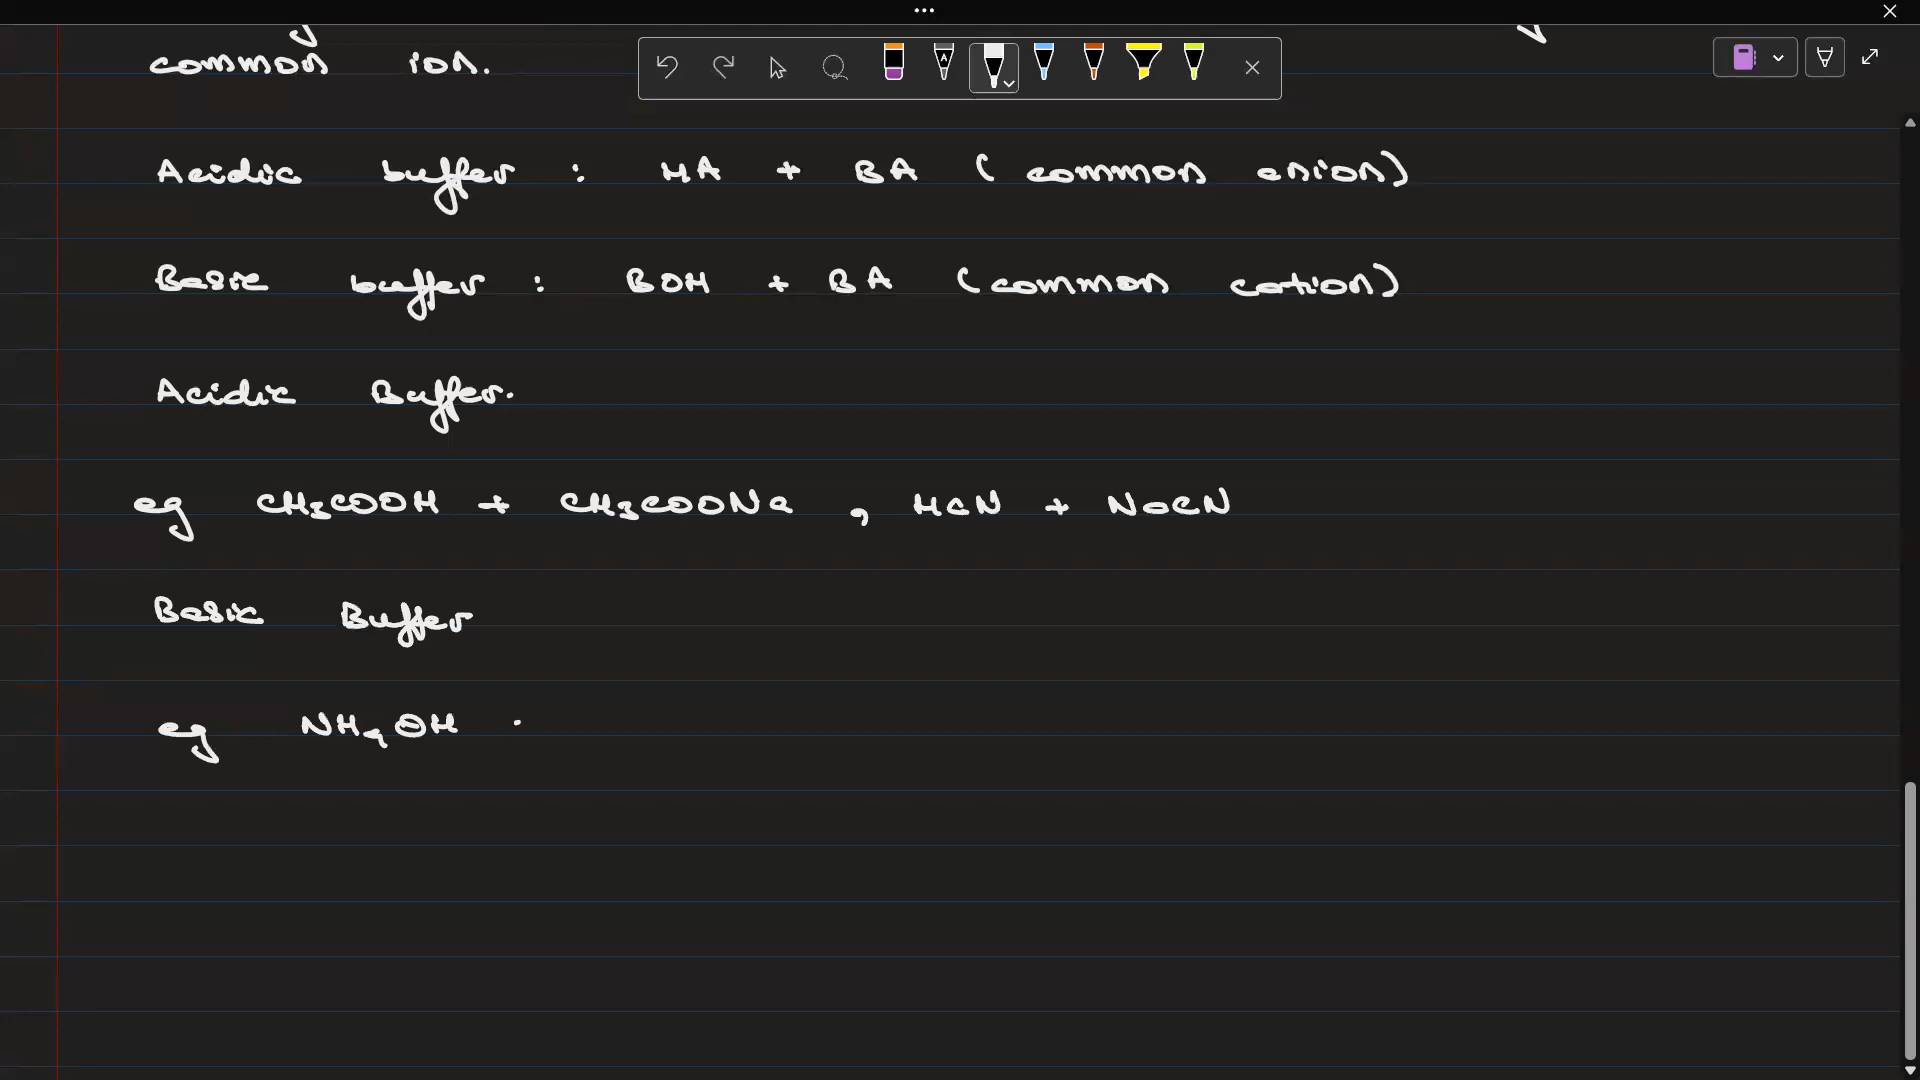 common ion.
Acidic buffer : HA + BA ( common anion)
Basic buffer : BOH + BA (common cation)
Acidic Buffer.
eg CH₃COOH + CH₃COONa , HCN + NaCN
Basic Buffer
eg NH₄OH